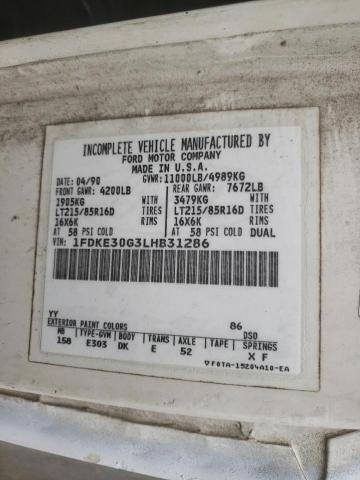 INCOMPLETE VEHICLE MANUFACTURED BY
FORD MOTOR COMPANY
MADE IN U.S.A.
DATE: 04/90 GVWR: 11000LB/4989KG
FRONT GAWR: 4200LB REAR GAWR: 7672LB
1905KG WITH 3479KG WITH
LT215/85R16D TIRES LT215/85R16D TIRES
16X6K RIMS 16X6K RIMS
AT 58 PSI COLD AT 58 PSI COLD DUAL
VIN: 1FDKE30G3LHB31286
YY 86
EXTERIOR PAINT COLORS DSO
WB TYPE-GVW BODY TRANS AXLE TAPE SPRINGS
158 E303 DK E 52 X F
F0TA-15204A10-EA